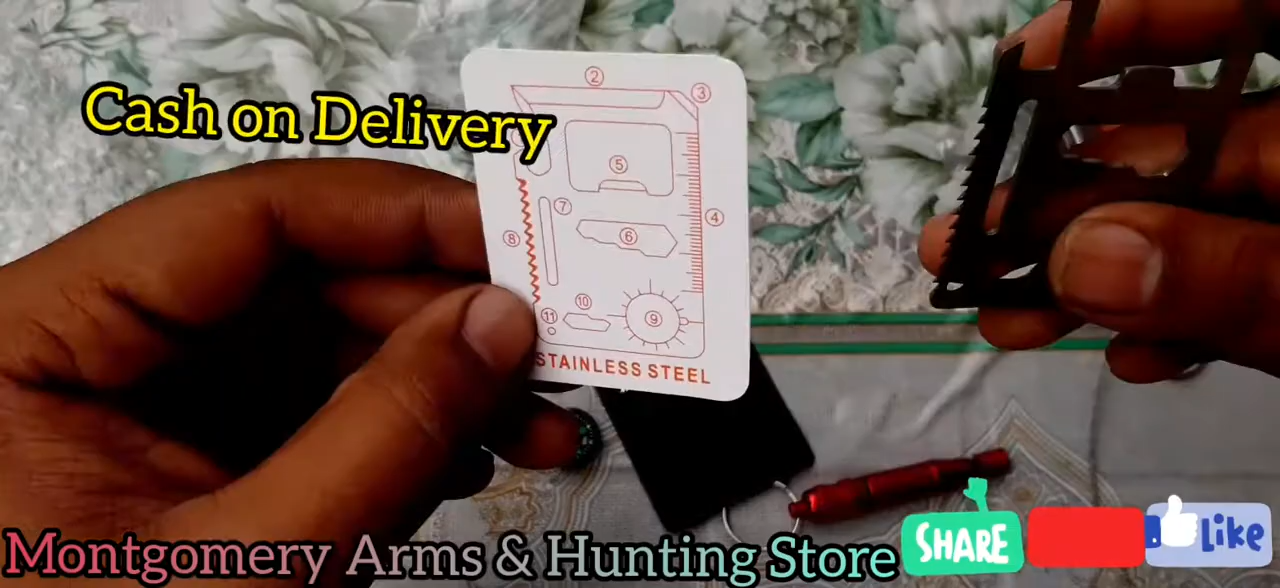 Cash on Delivery
2
3
5
4
7
6
8
10
11
9
STAINLESS STEEL
Montgomery Arms & Hunting Store
SHARE
Like